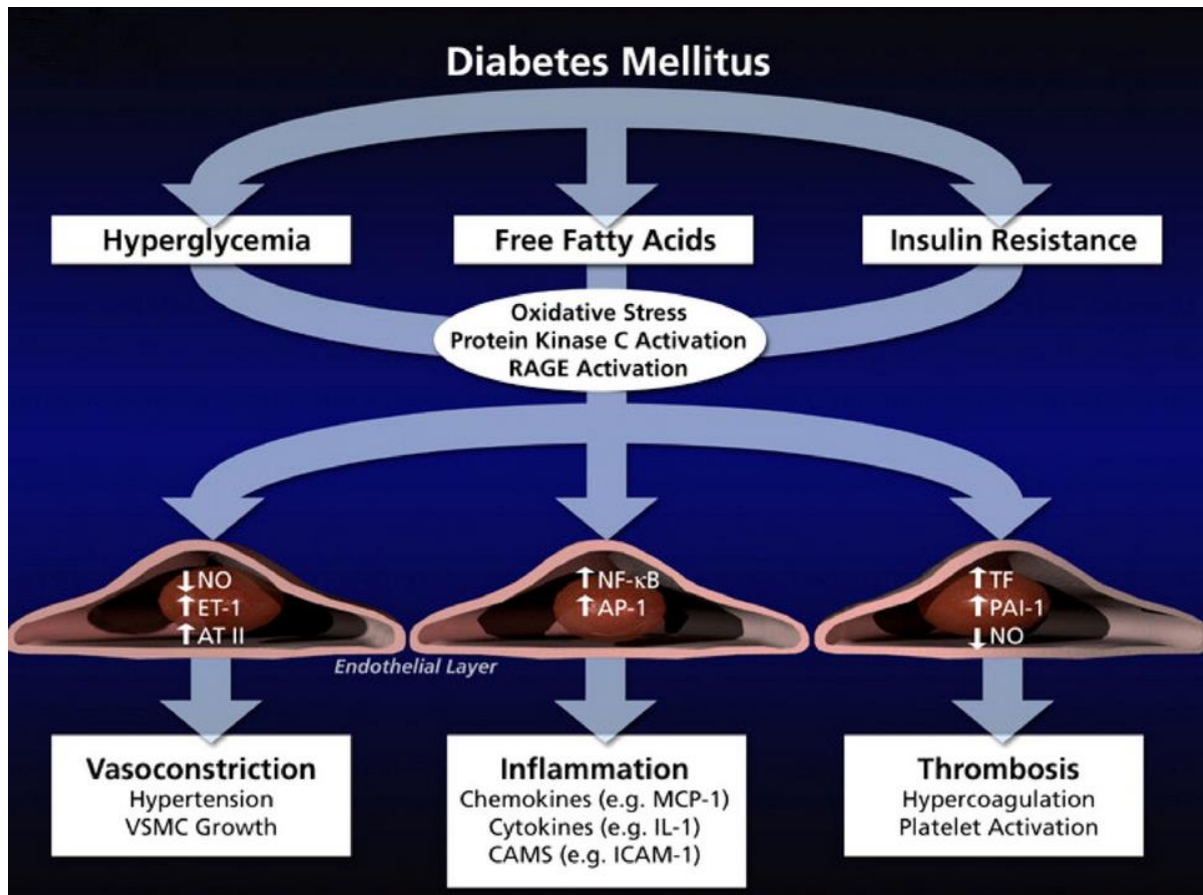 Diabetes Mellitus
Hyperglycemia
Free Fatty Acids
Insulin Resistance
Oxidative Stress
Protein Kinase C Activation
RAGE Activation
↓NO
↑ET-1
↑AT II
↑NF-κB
↑AP-1
↑TF
↑PAI-1
↓NO
Endothelial Layer
Vasoconstriction
Hypertension
VSMC Growth
Inflammation
Chemokines (e.g. MCP-1)
Cytokines (e.g. IL-1)
CAMS (e.g. ICAM-1)
Thrombosis
Hypercoagulation
Platelet Activation